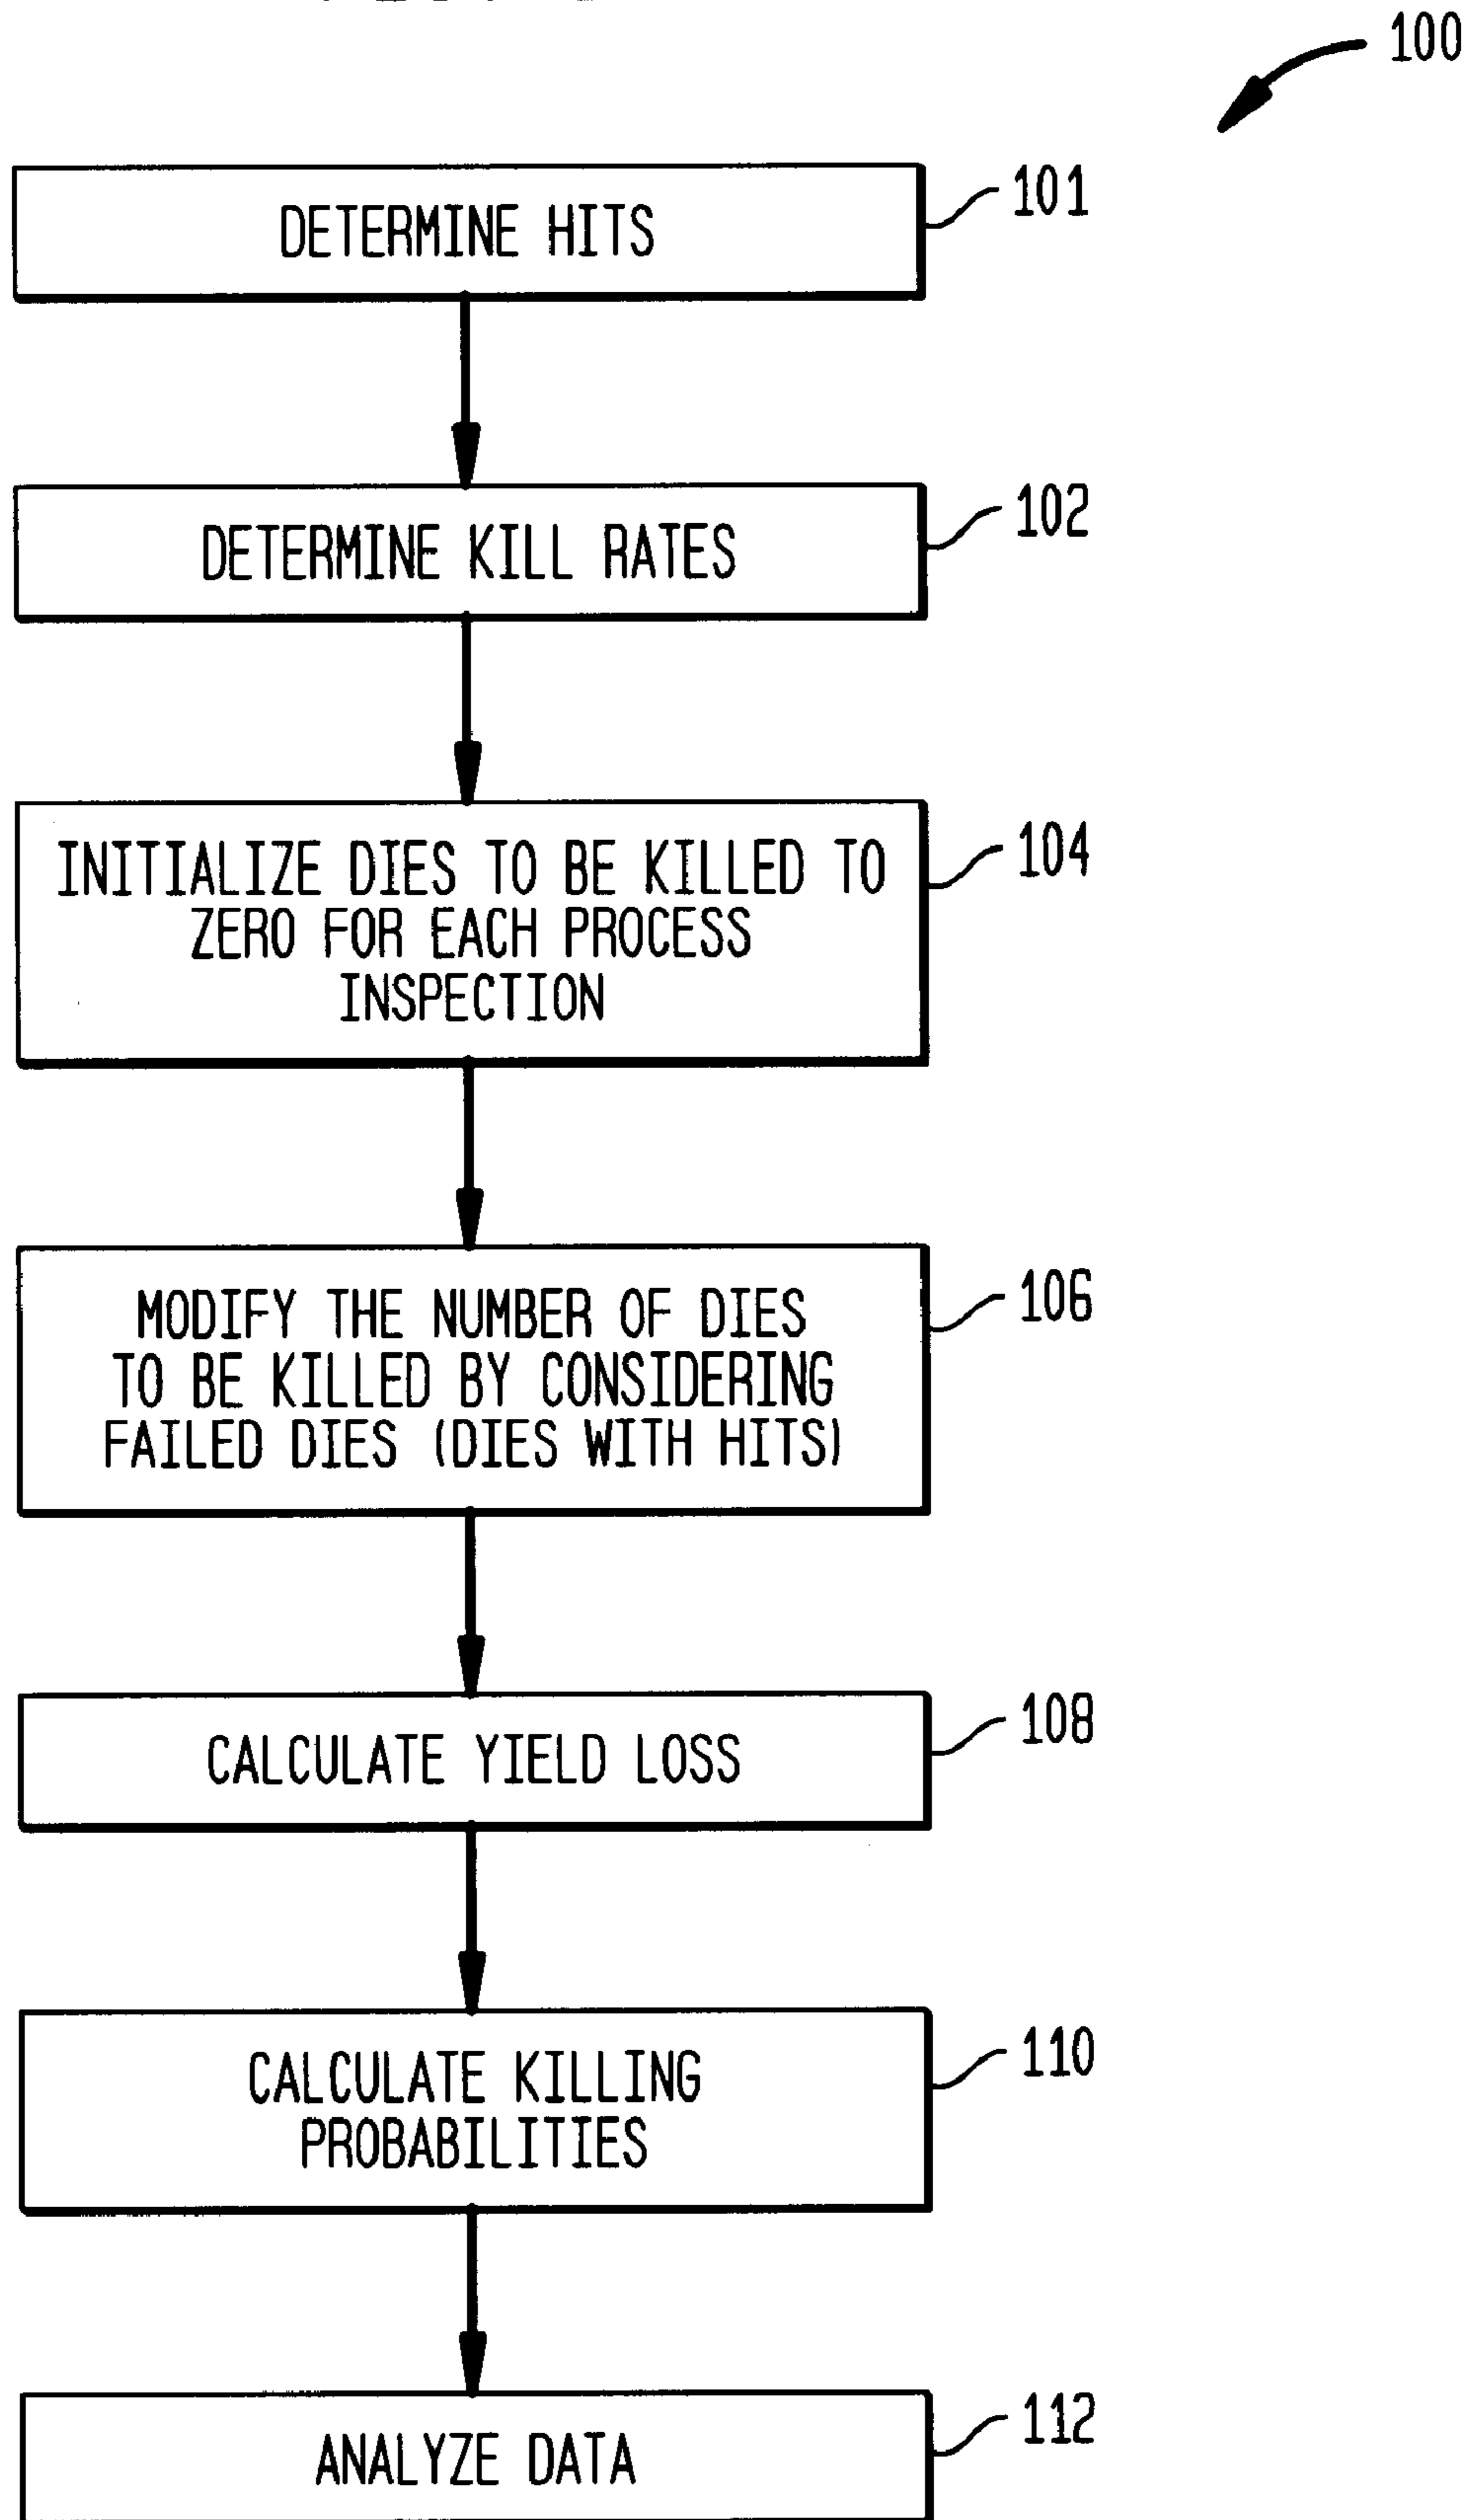 100
DETERMINE HITS
101
DETERMINE KILL RATES
102
INITIALIZE DIES TO BE KILLED TO
ZERO FOR EACH PROCESS
INSPECTION
104
MODIFY THE NUMBER OF DIES
TO BE KILLED BY CONSIDERING
FAILED DIES (DIES WITH HITS)
106
CALCULATE YIELD LOSS
108
CALCULATE KILLING
PROBABILITIES
110
ANALYZE DATA
112